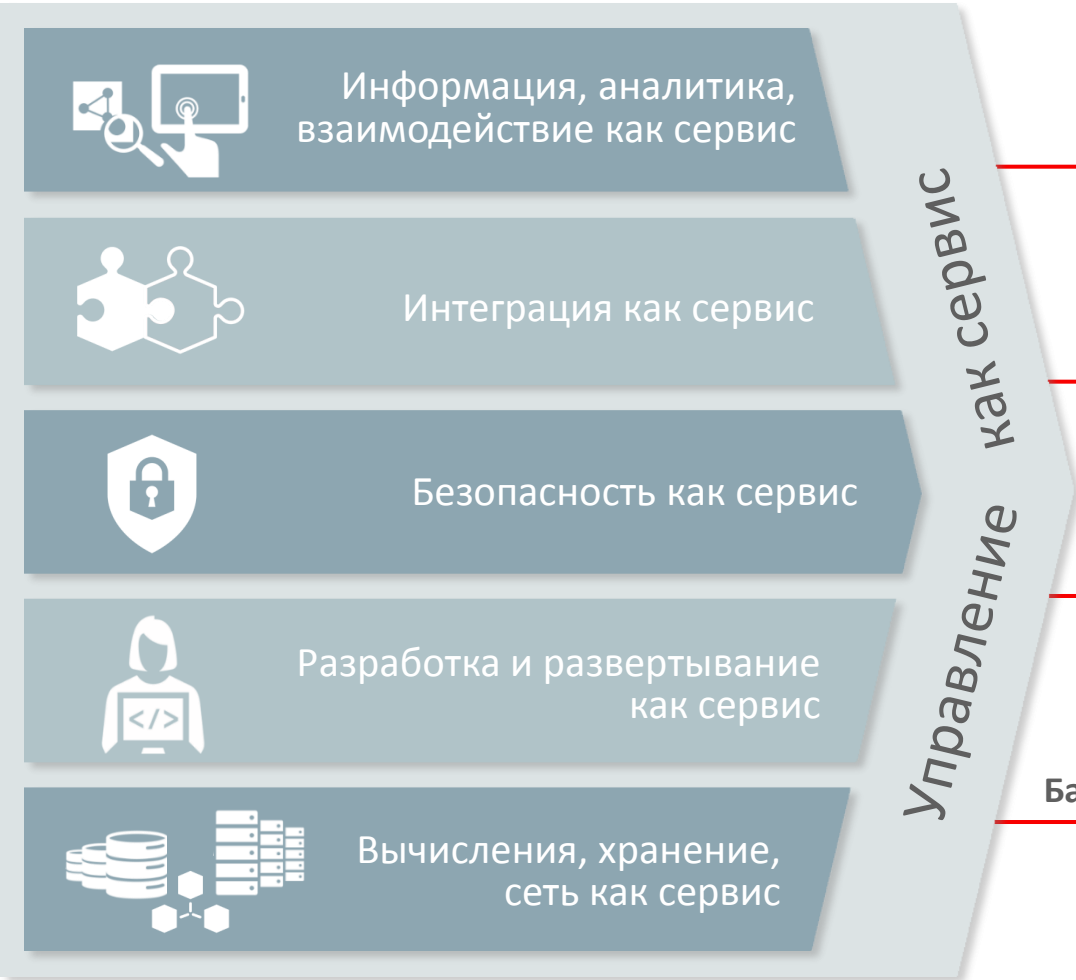 Информация, аналитика,
взаимодействие как сервис
Интеграция как сервис
Безопасность как сервис
Разработка и развертывание
как сервис
</>
Вычисления, хранение,
сеть как сервис
Управление как сервис
Ба